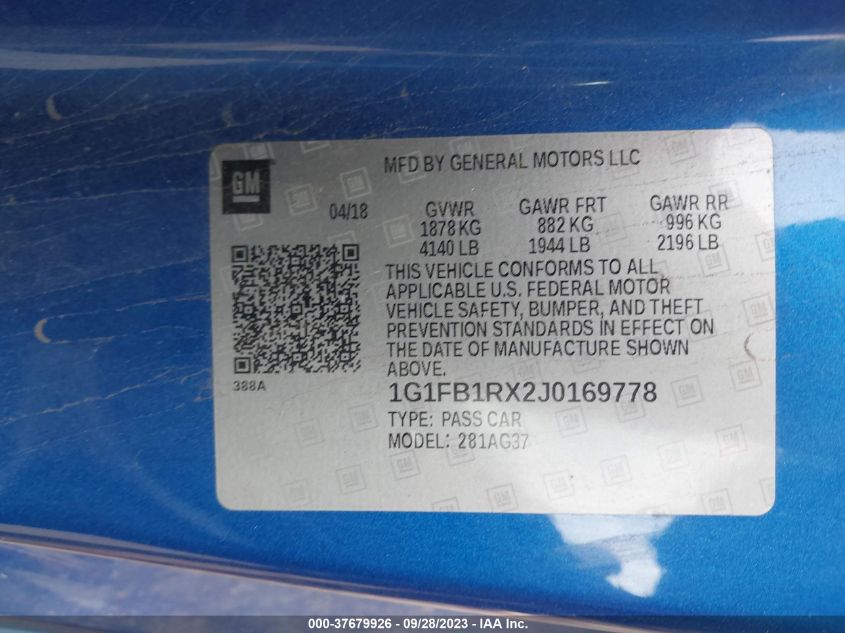 MFD BY GENERAL MOTORS LLC
GM
04/18
GVWR GAWR FRT GAWR RR
1878 KG 882 KG 996 KG
4140 LB 1944 LB 2196 LB
THIS VEHICLE CONFORMS TO ALL
APPLICABLE U.S. FEDERAL MOTOR
VEHICLE SAFETY, BUMPER, AND THEFT
PREVENTION STANDARDS IN EFFECT ON
THE DATE OF MANUFACTURE SHOWN
ABOVE.
388A
1G1FB1RX2J0169778
TYPE: PASS CAR
MODEL: 281AG37
000-37679926 - 09/28/2023 - IAA Inc.